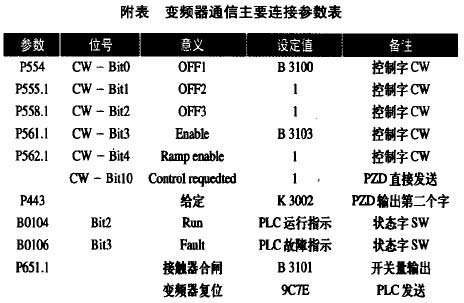 附表 变频器通信主要连接参数表
参数 位号 意义 设定值 备注
P554 CW - Bit0 OFF1 B 3100 控制字 CW
P555.1 CW - Bit1 OFF2 1 控制字 CW
P558.1 CW - Bit2 OFF3 1 控制字 CW
P561.1 CW - Bit3 Enable B 3103 控制字 CW
P562.1 CW - Bit4 Ramp enable 1 控制字 CW
CW - Bit10 Control requedted 1 PZD 直接发送
P443 给定 K 3002 PZD 输出第二个字
B0104 Bit2 Run PLC 运行指示 状态字 SW
B0106 Bit3 Fault PLC 故障指示 状态字 SW
P651.1 接触器合闸 B 3101 开关量输出
变频器复位 9C7E PLC 发送